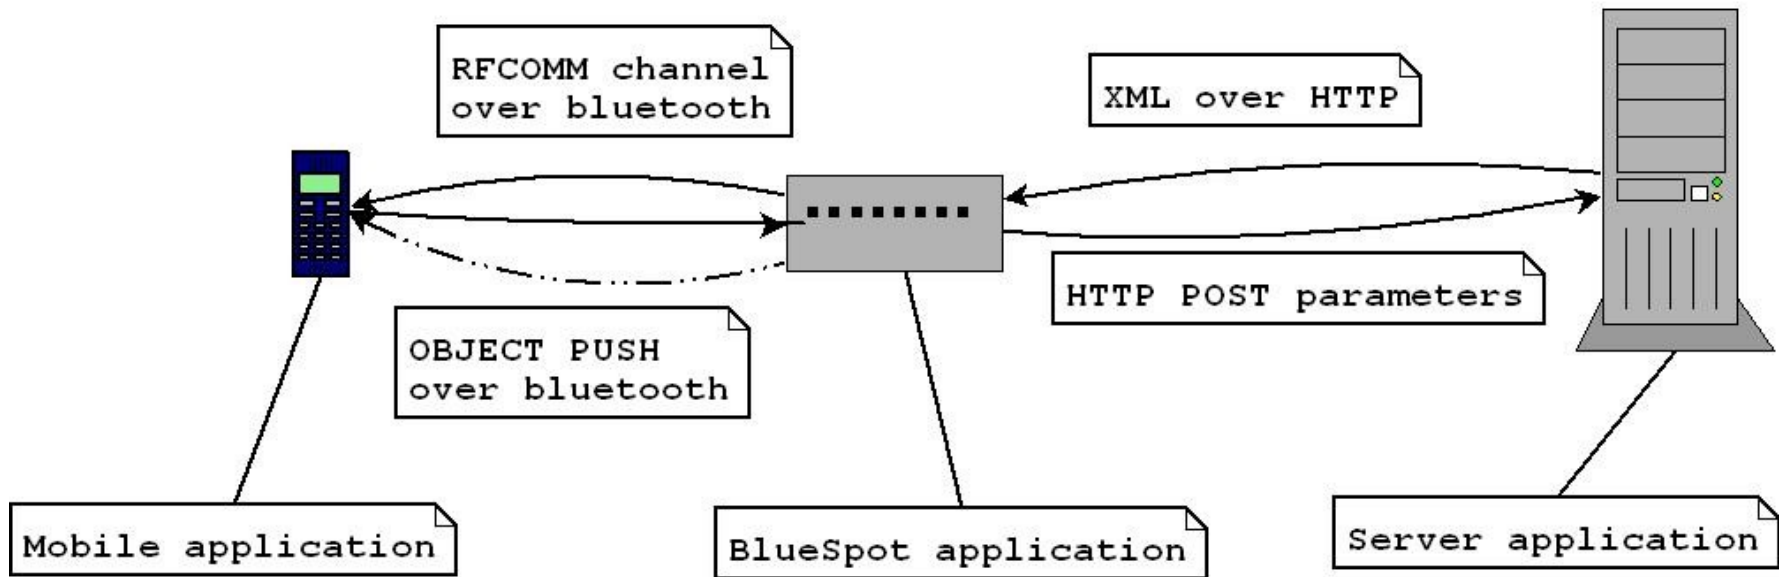 RFCOMM channel
over bluetooth
XML over HTTP
HTTP POST parameters
OBJECT PUSH
over bluetooth
Mobile application
BlueSpot application
Server application